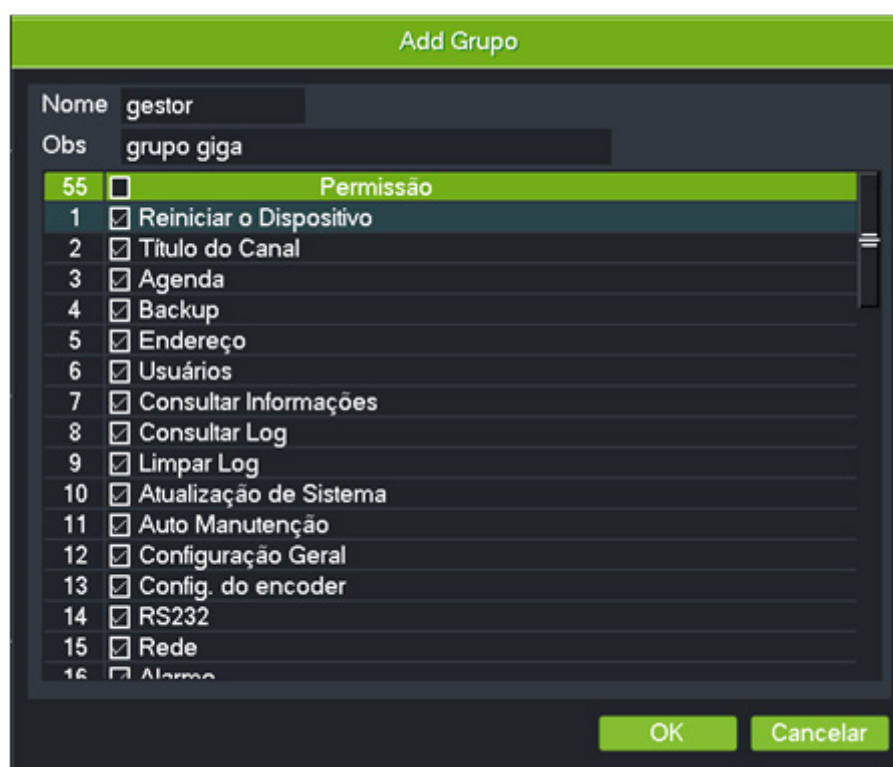 Add Grupo
Nome gestor
Obs grupo giga
55 Permissão
1 Reiniciar o Dispositivo
2 Título do Canal
3 Agenda
4 Backup
5 Endereço
6 Usuários
7 Consultar Informações
8 Consultar Log
9 Limpar Log
10 Atualização de Sistema
11 Auto Manutenção
12 Configuração Geral
13 Config. do encoder
14 RS232
15 Rede
16 Alarme
OK Cancelar